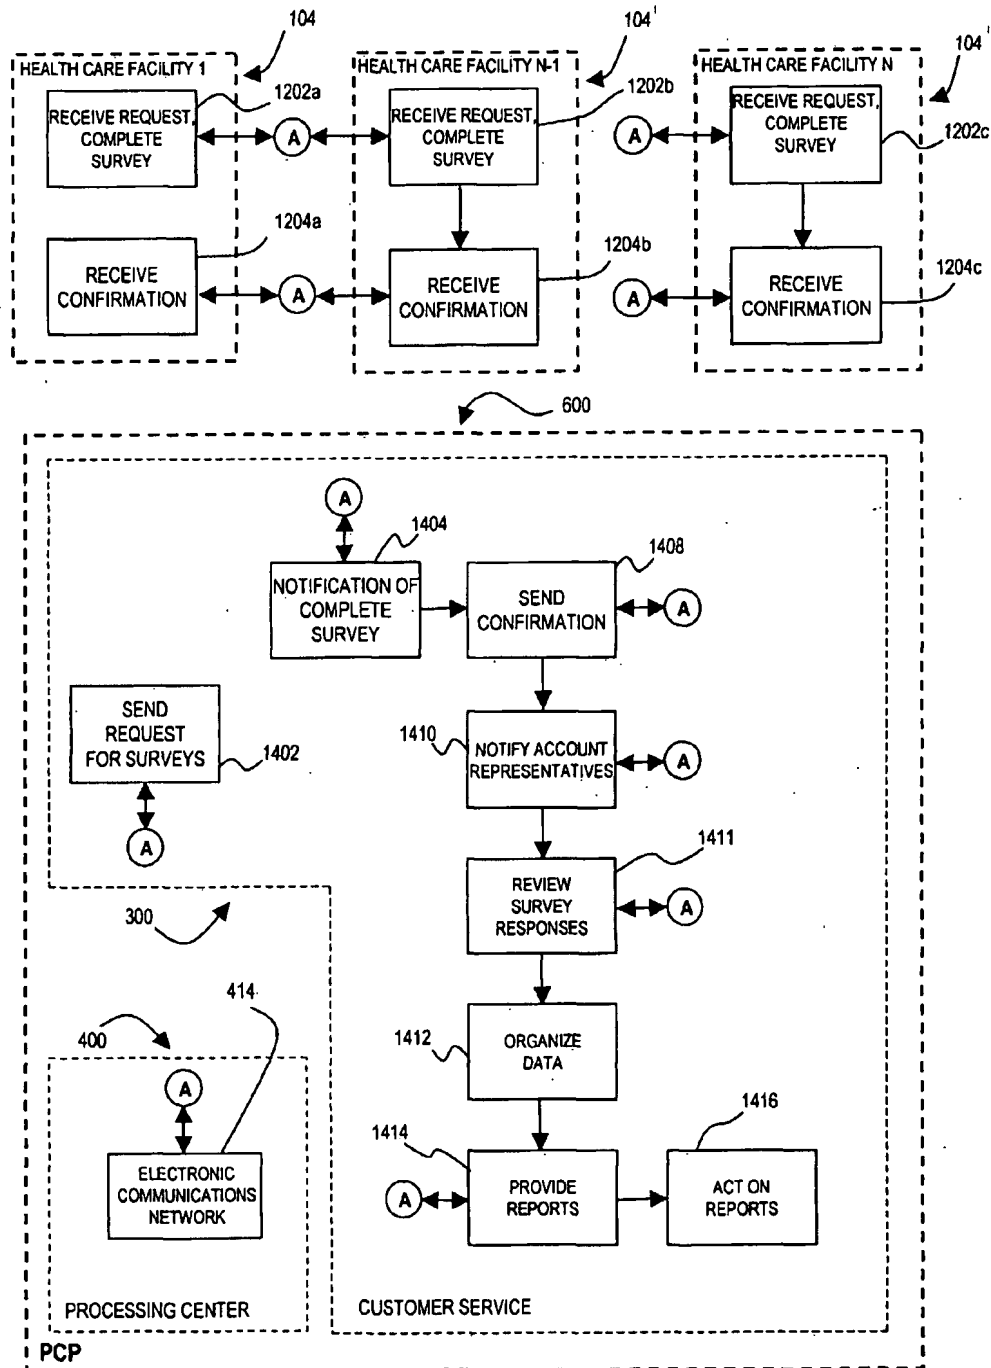 104
104'
104'
HEALTH CARE FACILITY 1
HEALTH CARE FACILITY N-1
HEALTH CARE FACILITY N
1202a
1202b
1202c
RECEIVE REQUEST,
COMPLETE
SURVEY
A
RECEIVE REQUEST,
COMPLETE
SURVEY
A
RECEIVE REQUEST,
COMPLETE
SURVEY
1204a
1204b
1204c
RECEIVE
CONFIRMATION
A
RECEIVE
CONFIRMATION
A
RECEIVE
CONFIRMATION
600
A
1404
1408
NOTIFICATION OF
COMPLETE
SURVEY
SEND
CONFIRMATION
A
SEND
REQUEST
FOR SURVEYS
1402
A
1410
NOTIFY ACCOUNT
REPRESENTATIVES
A
1411
REVIEW
SURVEY
RESPONSES
A
300
414
400
A
1412
ORGANIZE
DATA
ELECTRONIC
COMMUNICATIONS
NETWORK
1414
1416
A
PROVIDE
REPORTS
ACT ON
REPORTS
PROCESSING CENTER
CUSTOMER SERVICE
PCP